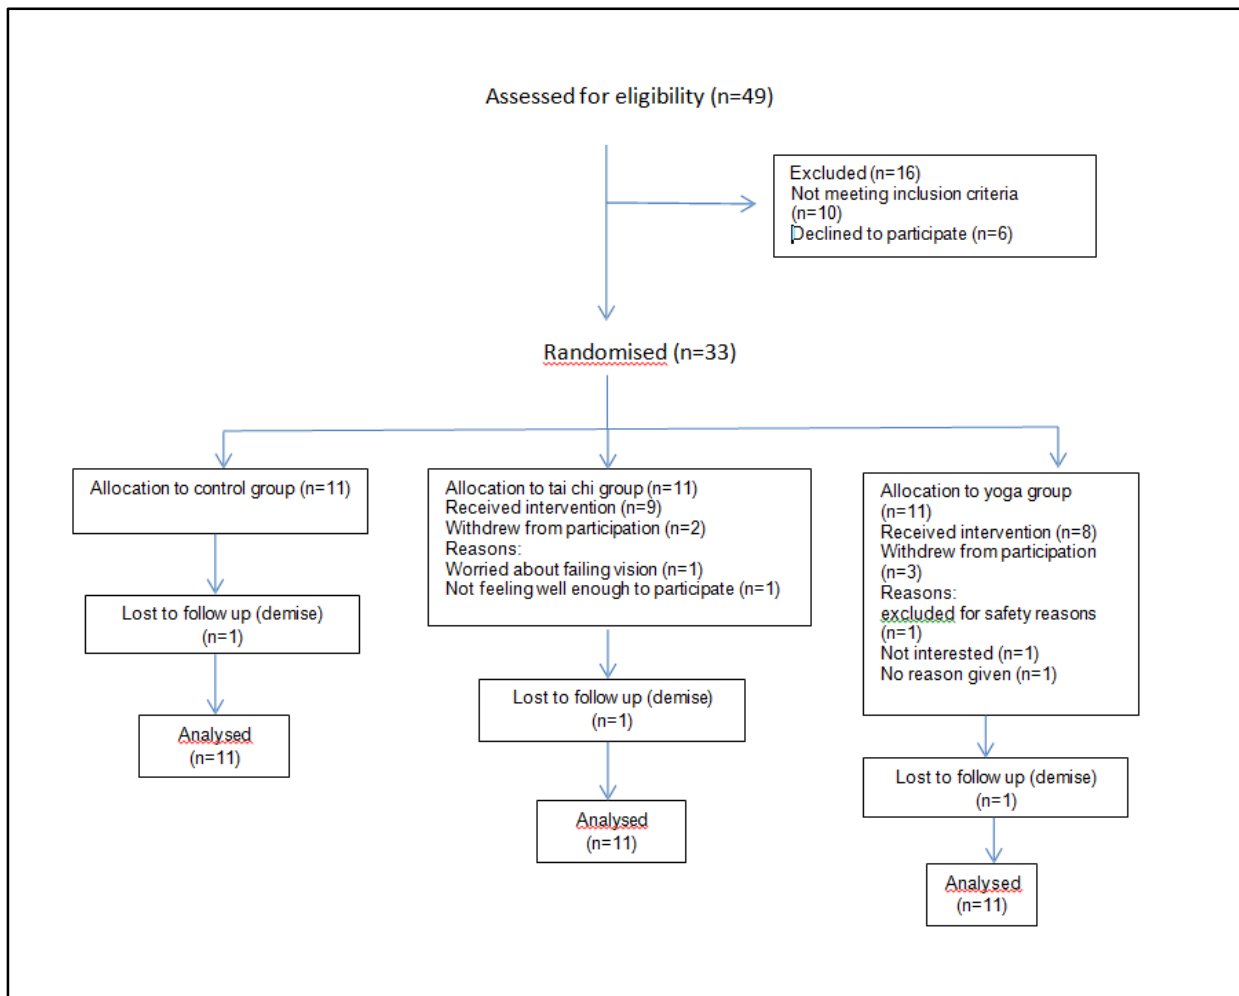 Assessed for eligibility (n=49)
Excluded (n=16)
Not meeting inclusion criteria
(n=10)
Declined to participate (n=6)
Randomised (n=33)
Allocation to control group (n=11)
Lost to follow up (demise)
(n=1)
Analysed
(n=11)
Allocation to tai chi group (n=11)
Received intervention (n=9)
Withdrew from participation (n=2)
Reasons:
Worried about failing vision (n=1)
Not feeling well enough to participate (n=1)
Lost to follow up (demise)
(n=1)
Analysed
(n=11)
Allocation to yoga group
(n=11)
Received intervention (n=8)
Withdrew from participation
(n=3)
Reasons:
excluded for safety reasons
(n=1)
Not interested (n=1)
No reason given (n=1)
Lost to follow up (demise)
(n=1)
Analysed
(n=11)